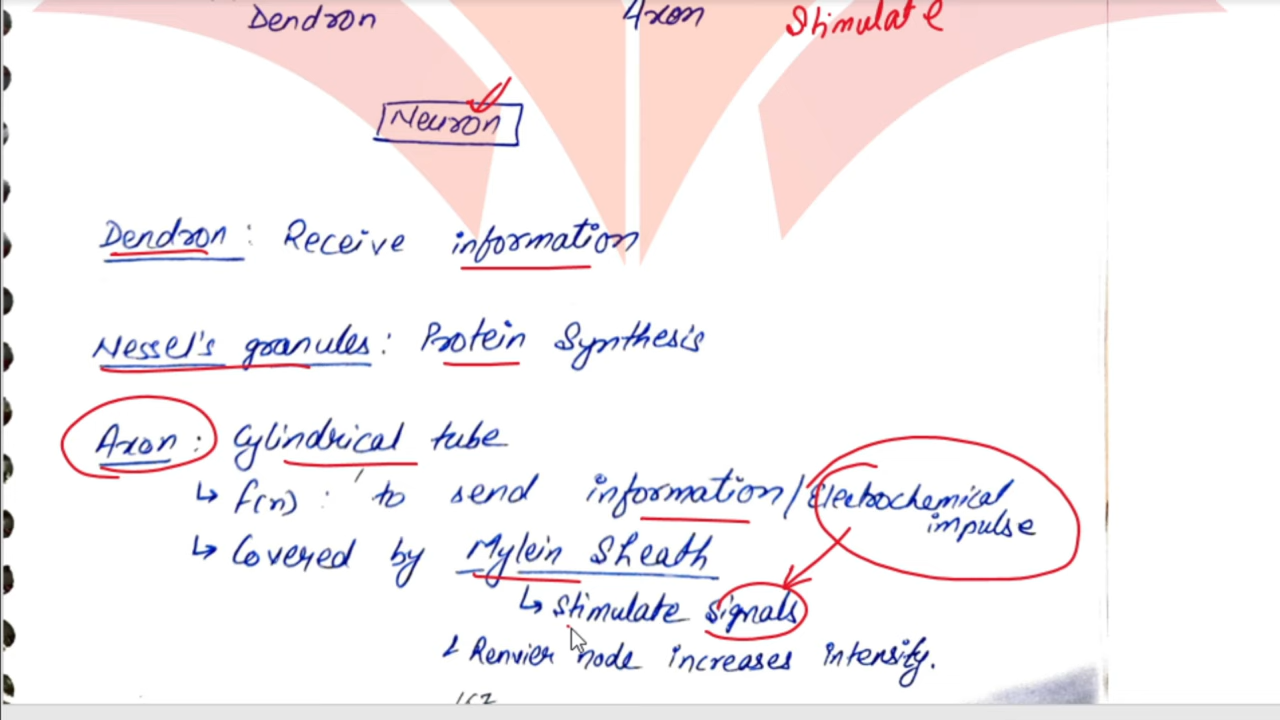 Dendron Axon Stimulate
Neuron
Dendron: Receive information
Nessel's granules: Protein Synthesis
Axon: Cylindrical tube
↳ f(n): to send information/Electrochemical
impulse
↳ Covered by Mylein Sheath
↳ Stimulate signals
Renvier node increases intensity.